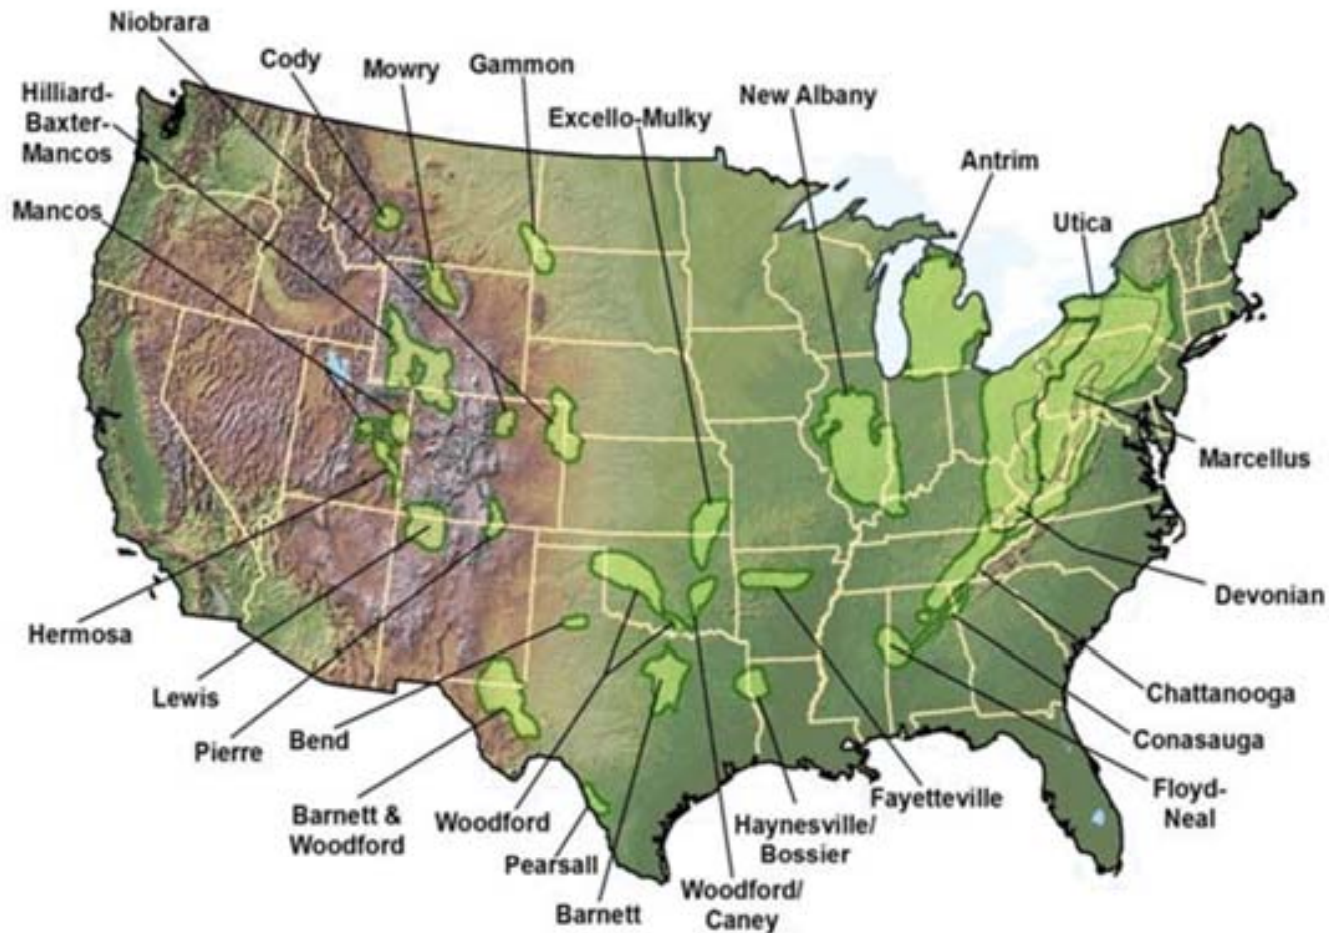 Niobrara
Cody
Mowry
Gammon
Hilliard-
Baxter-
Mancos
Excello-Mulky
New Albany
Antrim
Mancos
Utica
Marcellus
Devonian
Hermosa
Lewis
Pierre
Bend
Chattanooga
Conasauga
Floyd-
Neal
Barnett &
Woodford
Woodford
Pearsall
Barnett
Woodford/
Caney
Haynesville/
Bossier
Fayetteville